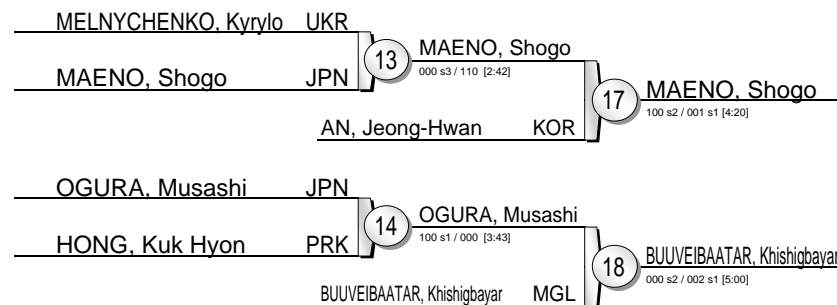 MELNYCHENKO, Kyrylo UKR
13
MAENO, Shogo
000 s3 / 110 [2:42]
MAENO, Shogo JPN
17
MAENO, Shogo
100 s2 / 001 s1 [4:20]
AN, Jeong-Hwan KOR
OGURA, Musashi JPN
14
OGURA, Musashi
100 s1 / 000 [3:43]
HONG, Kuk Hyon PRK
18
BUUVEIBAATAR, Khishigbayar
000 s2 / 002 s1 [5:00]
BUUVEIBAATAR, Khishigbayar MGL